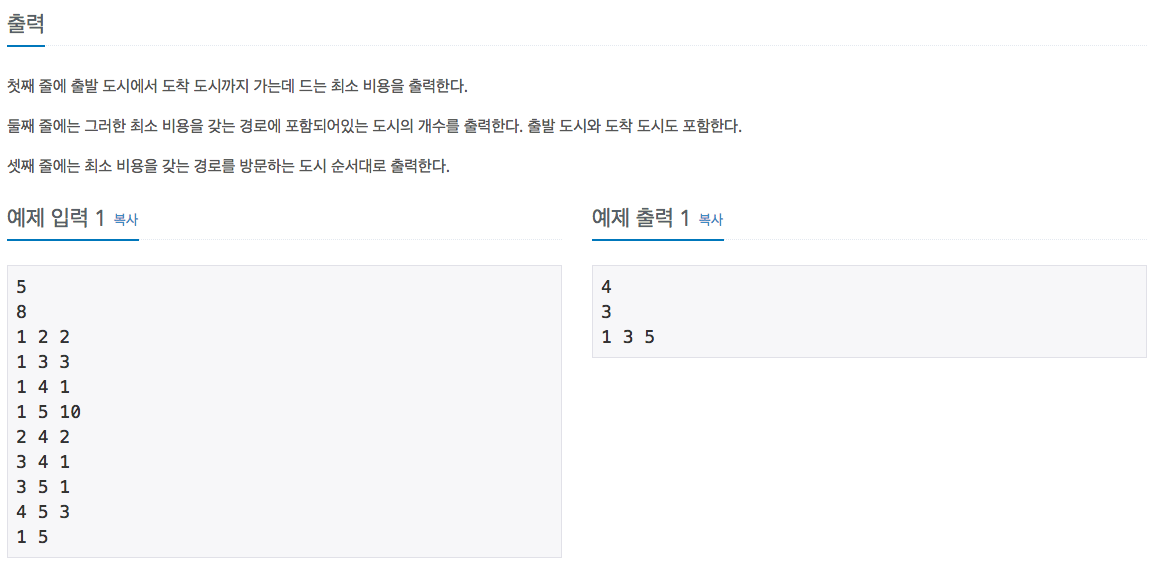 출력
첫째 줄에 출발 도시에서 도착 도시까지 가는데 드는 최소 비용을 출력한다.
둘째 줄에는 그러한 최소 비용을 갖는 경로에 포함되어있는 도시의 개수를 출력한다. 출발 도시와 도착 도시도 포함한다.
셋째 줄에는 최소 비용을 갖는 경로를 방문하는 도시 순서대로 출력한다.
예제 입력 1 복사
5
8
1 2 2
1 3 3
1 4 1
1 5 10
2 4 2
3 4 1
3 5 1
4 5 3
1 5
예제 출력 1 복사
4
3
1 3 5